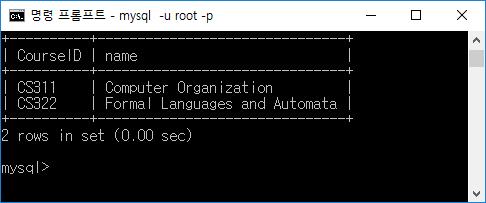 명령 프롬프트 - mysql  -u root -p
+----------+--------------------------------+
| CourseID | name                           |
+----------+--------------------------------+
| CS311    | Computer Organization          |
| CS322    | Formal Languages and Automata  |
+----------+--------------------------------+
2 rows in set (0.00 sec)
mysql>